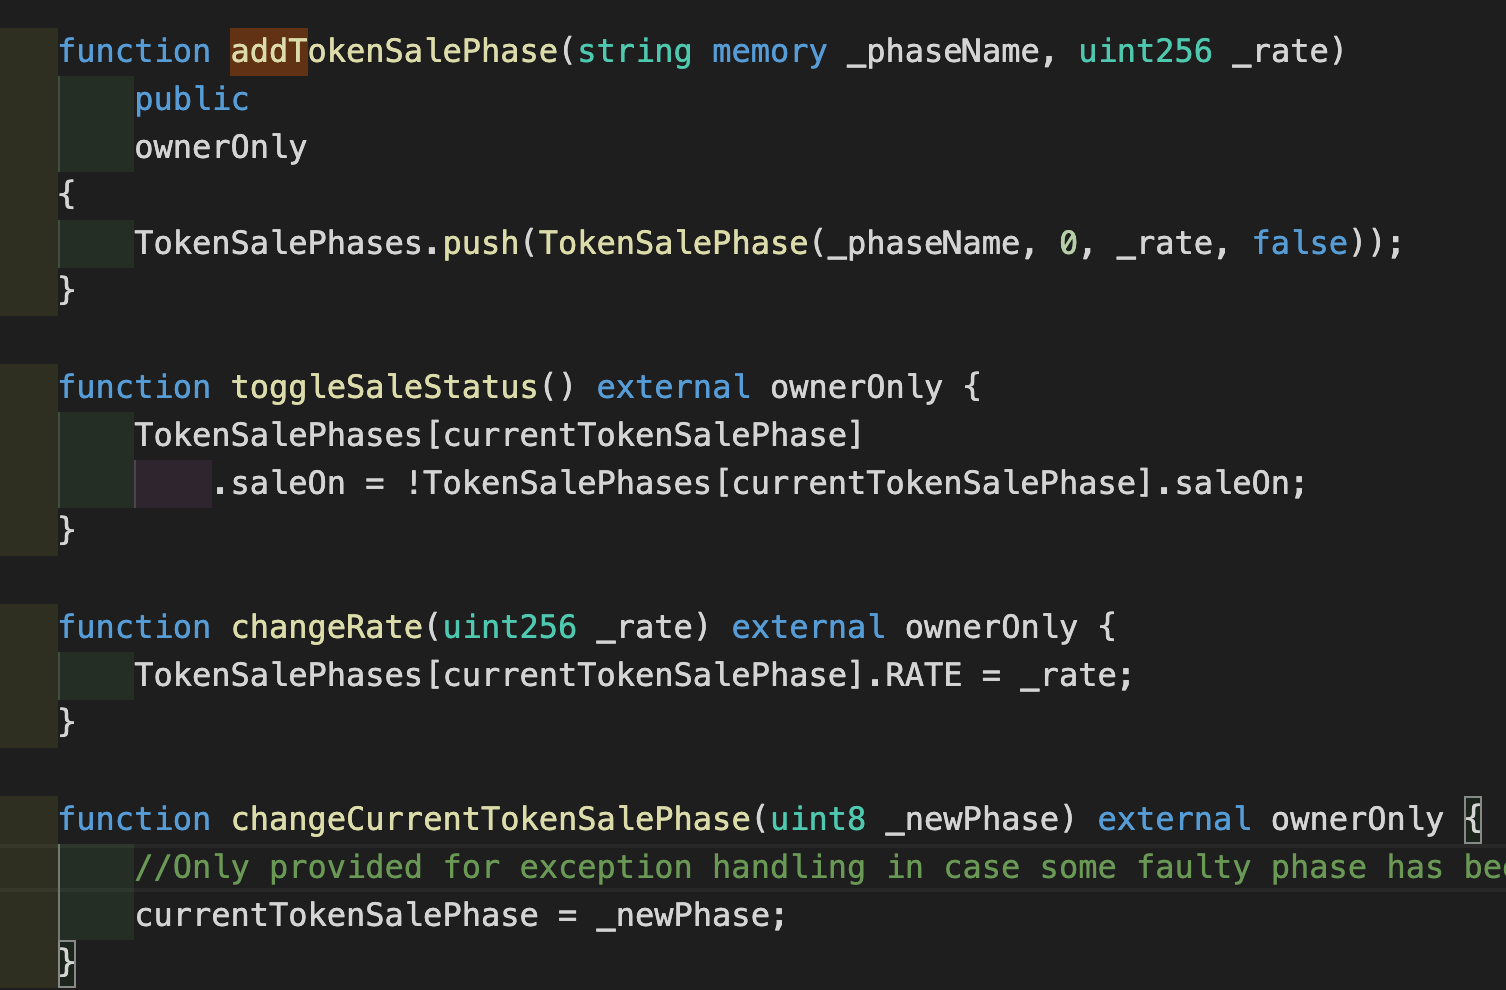 function addTokenSalePhase(string memory _phaseName, uint256 _rate)
public
ownerOnly
{
TokenSalePhases.push(TokenSalePhase(_phaseName, 0, _rate, false));
}
function toggleSaleStatus() external ownerOnly {
TokenSalePhases[currentTokenSalePhase]
.saleOn = !TokenSalePhases[currentTokenSalePhase].saleOn;
}
function changeRate(uint256 _rate) external ownerOnly {
TokenSalePhases[currentTokenSalePhase].RATE = _rate;
}
function changeCurrentTokenSalePhase(uint8 _newPhase) external ownerOnly {
//Only provided for exception handling in case some faulty phase has
currentTokenSalePhase = _newPhase;
}